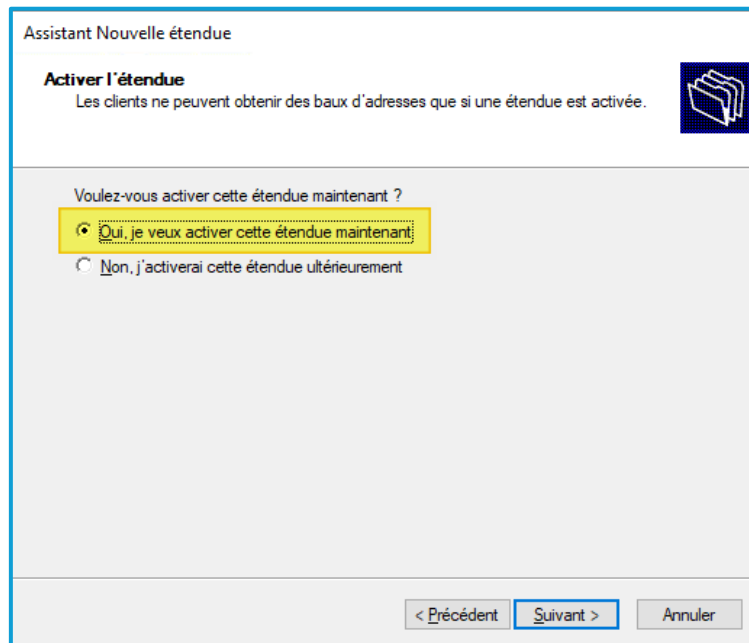 Assistant Nouvelle étendue
Activer l'étendue
Les clients ne peuvent obtenir des baux d'adresses que si une étendue est activée.
Voulez-vous activer cette étendue maintenant ?
Oui, je veux activer cette étendue maintenant
Non, j'activerai cette étendue ultérieurement
< Précédent Suivant > Annuler